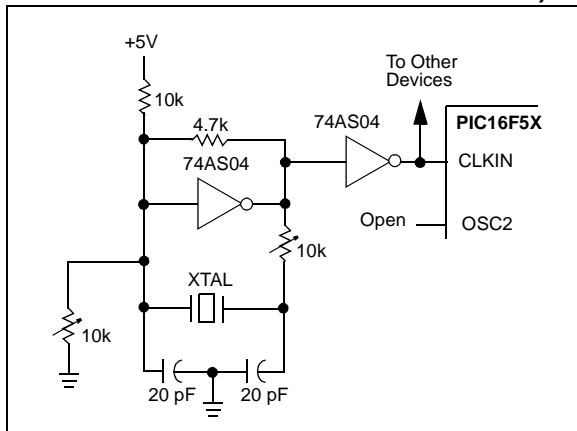 +5V
To Other
Devices
10k
4.7k
74AS04
PIC16F5X
74AS04
CLKIN
Open
OSC2
10k
XTAL
10k
20 pF
20 pF